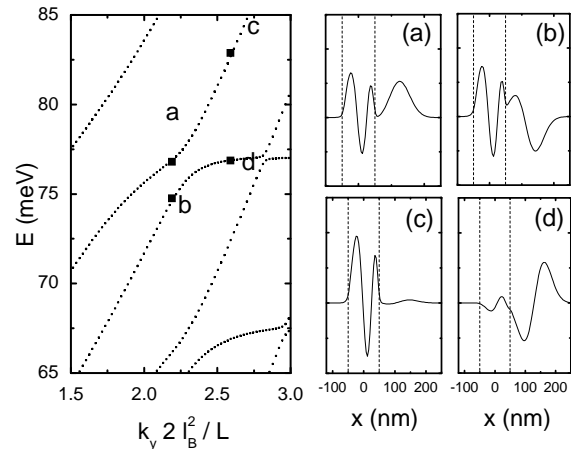 85
80
75
70
65
E (meV)
1.5 2.0 2.5 3.0
k_y 2 l_B^2 / L
a
b
c
d
(a)
(b)
(c)
(d)
-100 0 100 200
x (nm)
-100 0 100 200
x (nm)